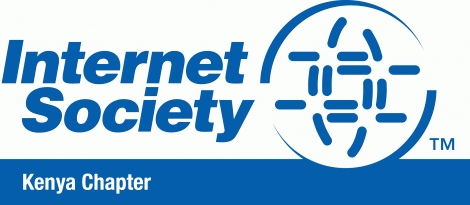 Internet
Society
TM
Kenya Chapter